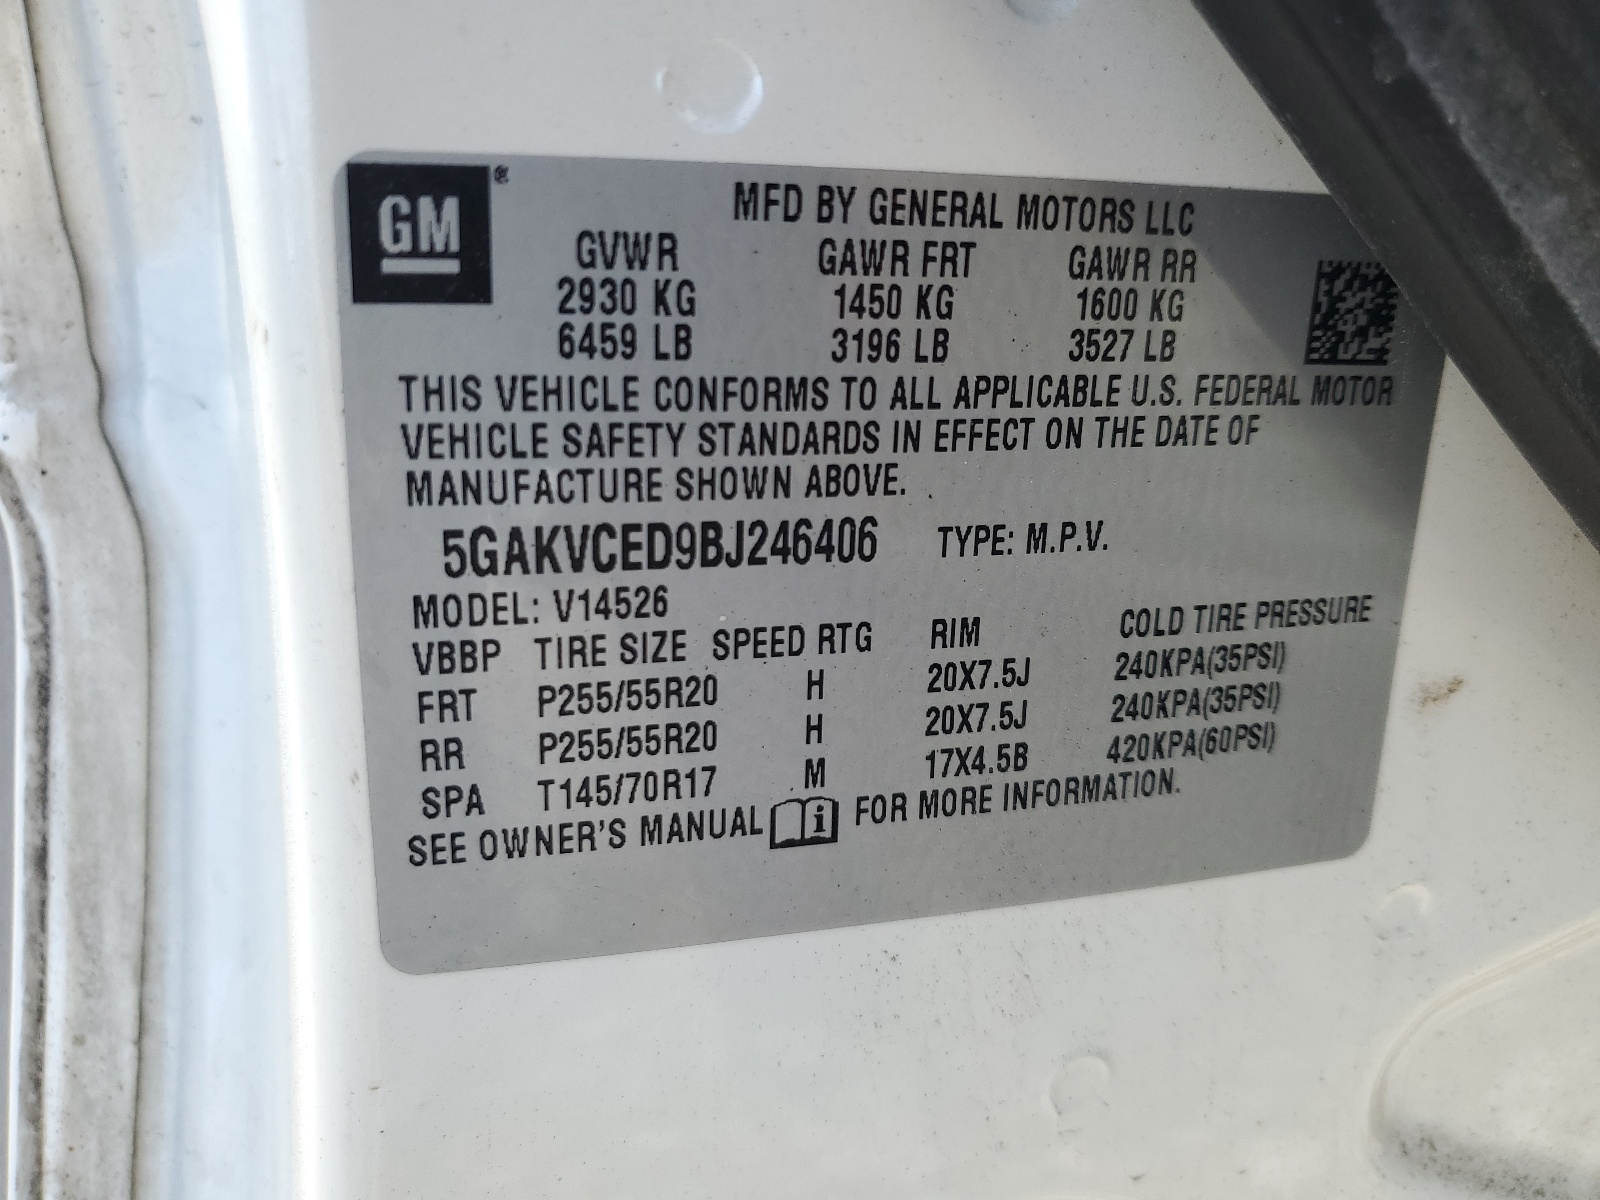 GM ®
MFD BY GENERAL MOTORS LLC
GVWR GAWR FRT GAWR RR
2930 KG 1450 KG 1600 KG
6459 LB 3196 LB 3527 LB
THIS VEHICLE CONFORMS TO ALL APPLICABLE U.S. FEDERAL MOTOR
VEHICLE SAFETY STANDARDS IN EFFECT ON THE DATE OF
MANUFACTURE SHOWN ABOVE.
5GAKVCED9BJ246406 TYPE: M.P.V.
MODEL: V14526
VBBP TIRE SIZE SPEED RTG RIM COLD TIRE PRESSURE
FRT P255/55R20 H 20X7.5J 240KPA(35PSI)
RR P255/55R20 H 20X7.5J 240KPA(35PSI)
SPA T145/70R17 M 17X4.5B 420KPA(60PSI)
SEE OWNER'S MANUAL i FOR MORE INFORMATION.